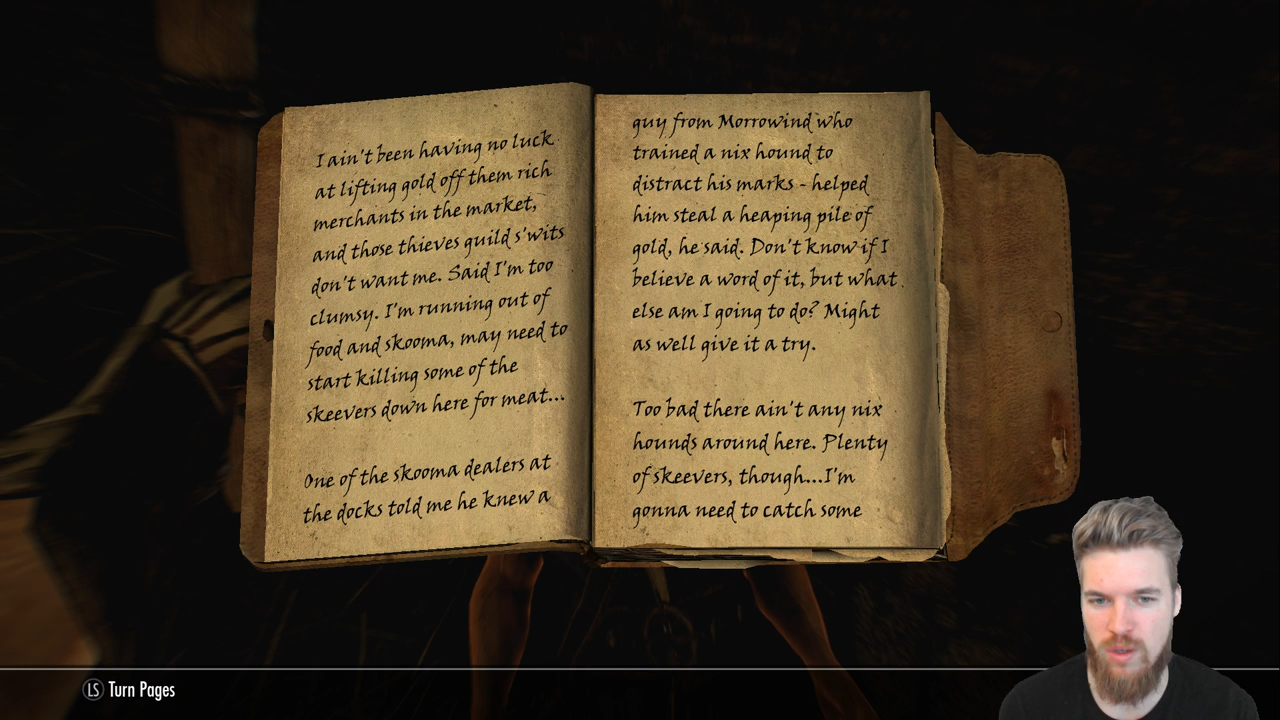 I ain't been having no luck
at lifting gold off them rich
merchants in the market,
and those thieves guild s'wits
don't want me. Said I'm too
clumsy. I'm running out of
food and skooma, may need to
start killing some of the
skeevers down here for meat...
One of the skooma dealers at
the docks told me he knew a
guy from Morrowind who
trained a nix hound to
distract his marks - helped
him steal a heaping pile of
gold, he said. Don't know if I
believe a word of it, but what
else am I going to do? Might
as well give it a try.
Too bad there ain't any nix
hounds around here. Plenty
of skeevers, though...I'm
gonna need to catch some
LS Turn Pages